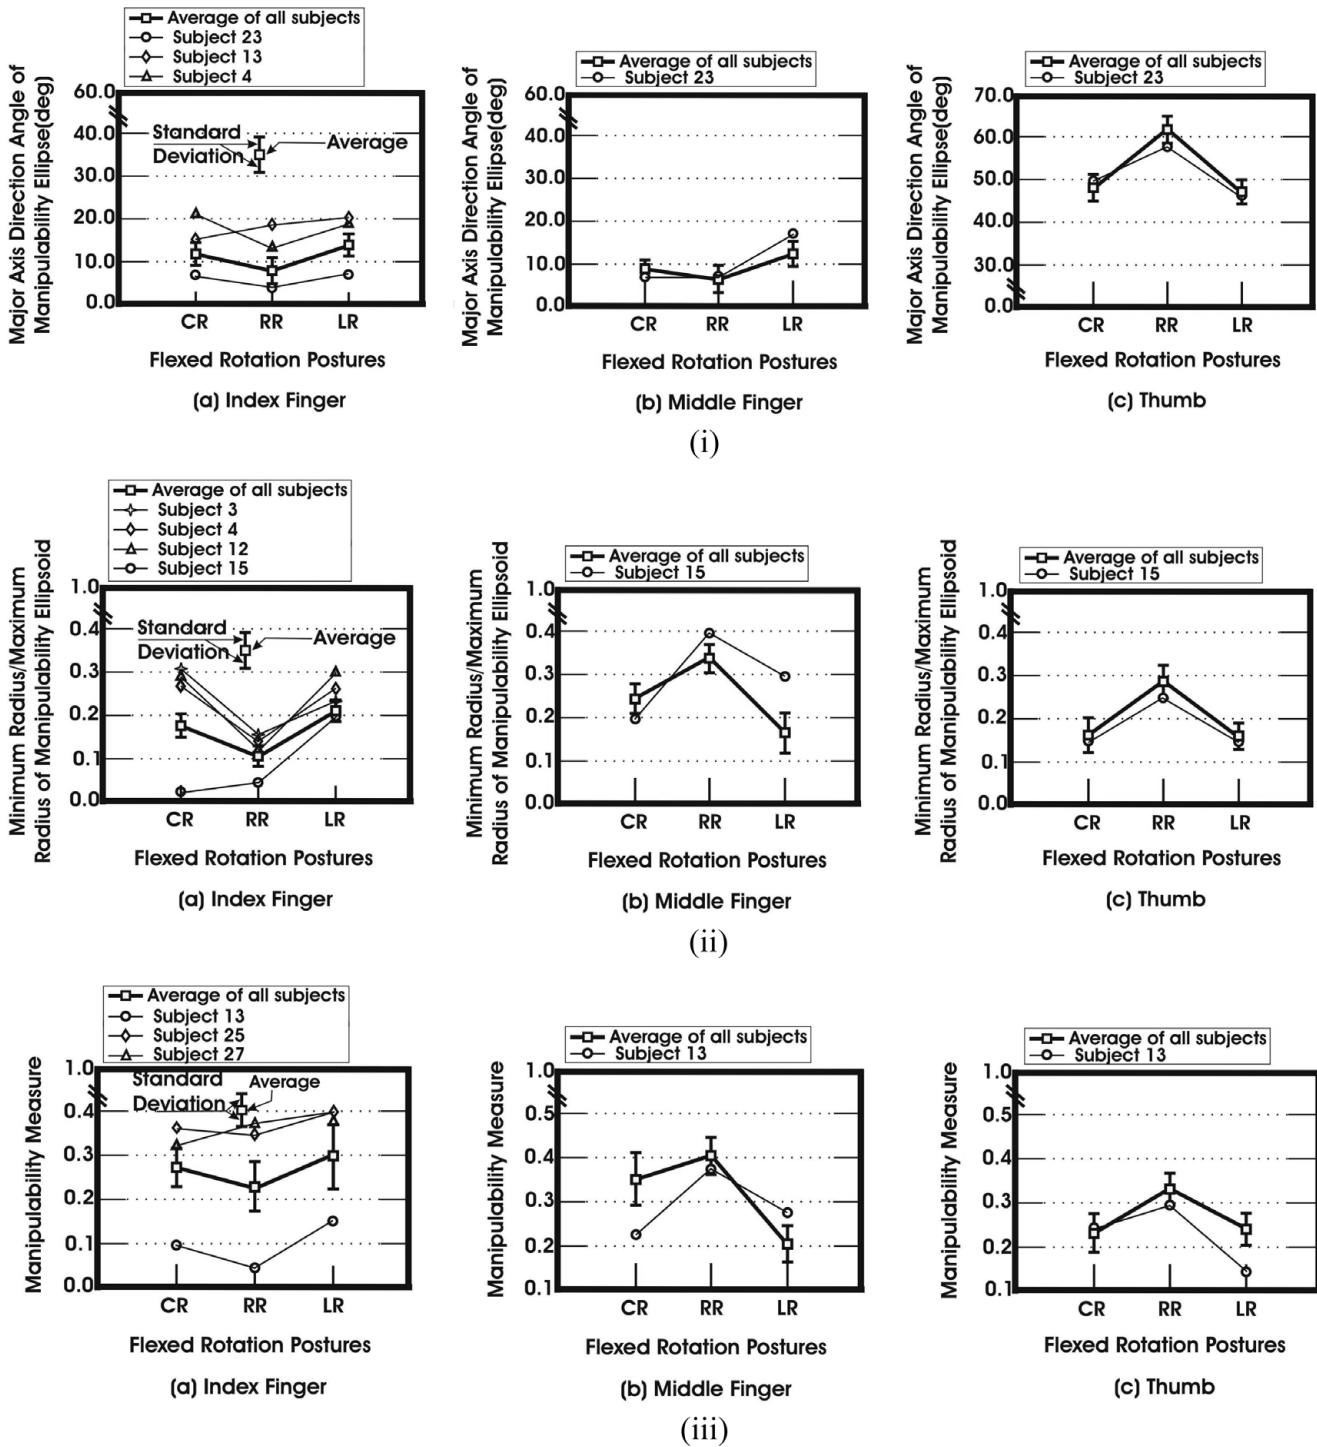 Average of all subjects
Subject 23
Subject 13
Subject 4
Major Axis Direction Angle of
Manipulability Ellipse(deg)
60.0
40.0
30.0
20.0
10.0
0.0
Standard
Deviation
Average
CR RR LR
Flexed Rotation Postures
(a) Index Finger
Average of all subjects
Subject 23
Major Axis Direction Angle of
Manipulability Ellipse(deg)
60.0
40.0
30.0
20.0
10.0
0.0
CR RR LR
Flexed Rotation Postures
(b) Middle Finger
Average of all subjects
Subject 23
Major Axis Direction Angle of
Manipulability Ellipse(deg)
70.0
60.0
50.0
40.0
30.0
0.0
CR RR LR
Flexed Rotation Postures
(c) Thumb
(i)
Average of all subjects
Subject 3
Subject 4
Subject 12
Subject 15
Minimum Radius/Maximum
Radius of Manipulability Ellipsoid
1.0
0.4
0.3
0.2
0.1
0.0
Standard
Deviation
Average
CR RR LR
Flexed Rotation Postures
(a) Index Finger
Average of all subjects
Subject 15
Minimum Radius/Maximum
Radius of Manipulability Ellipsoid
1.0
0.4
0.3
0.2
0.1
0.0
CR RR LR
Flexed Rotation Postures
(b) Middle Finger
Average of all subjects
Subject 15
Minimum Radius/Maximum
Radius of Manipulability Ellipsoid
1.0
0.4
0.3
0.2
0.1
0.0
CR RR LR
Flexed Rotation Postures
(c) Thumb
(ii)
Average of all subjects
Subject 13
Subject 25
Subject 27
Manipulability Measure
1.0
0.4
0.3
0.2
0.1
0.0
Standard
Deviation
Average
CR RR LR
Flexed Rotation Postures
(a) Index Finger
Average of all subjects
Subject 13
Manipulability Measure
1.0
0.5
0.4
0.3
0.2
0.1
CR RR LR
Flexed Rotation Postures
(b) Middle Finger
Average of all subjects
Subject 13
Manipulability Measure
1.0
0.5
0.4
0.3
0.2
0.1
CR RR LR
Flexed Rotation Postures
(c) Thumb
(iii)